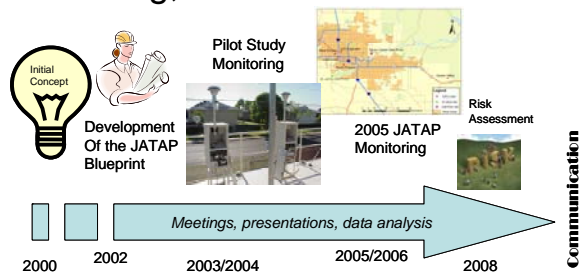 Initial
Concept
Development
Of the JATAP
Blueprint
Pilot Study
Monitoring
2005 JATAP
Monitoring
Risk
Assessment
Communication
Meetings, presentations, data analysis
2000
2002
2003/2004
2005/2006
2008